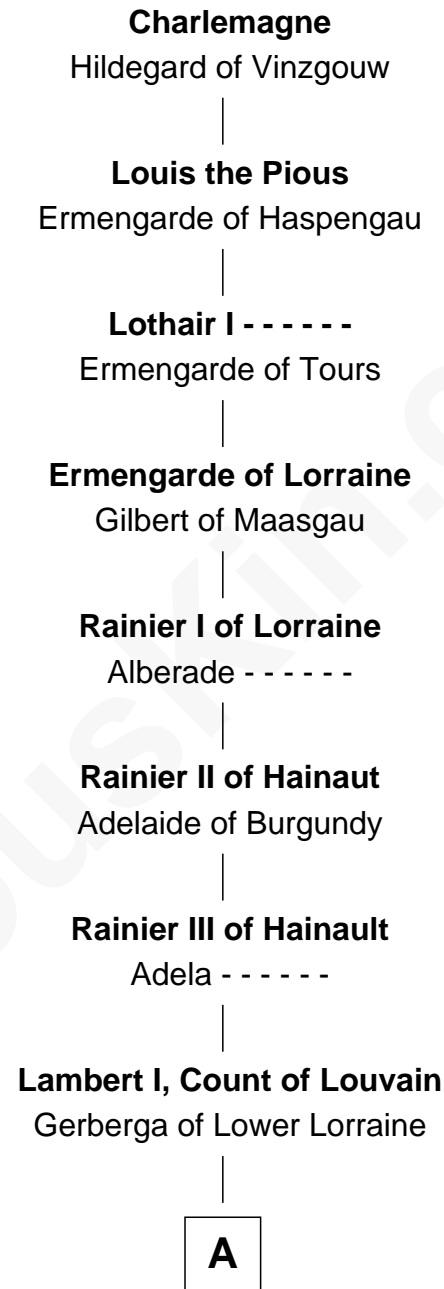 Charlemagne
Hildegard of Vinzgouw
Louis the Pious
Ermengarde of Haspengau
Lothair I - - - - - -
Ermengarde of Tours
Ermengarde of Lorraine
Gilbert of Maasgau
Rainier I of Lorraine
Alberade - - - - - -
Rainier II of Hainaut
Adelaide of Burgundy
Rainier III of Hainault
Adela - - - - - -
Lambert I, Count of Louvain
Gerberga of Lower Lorraine
A